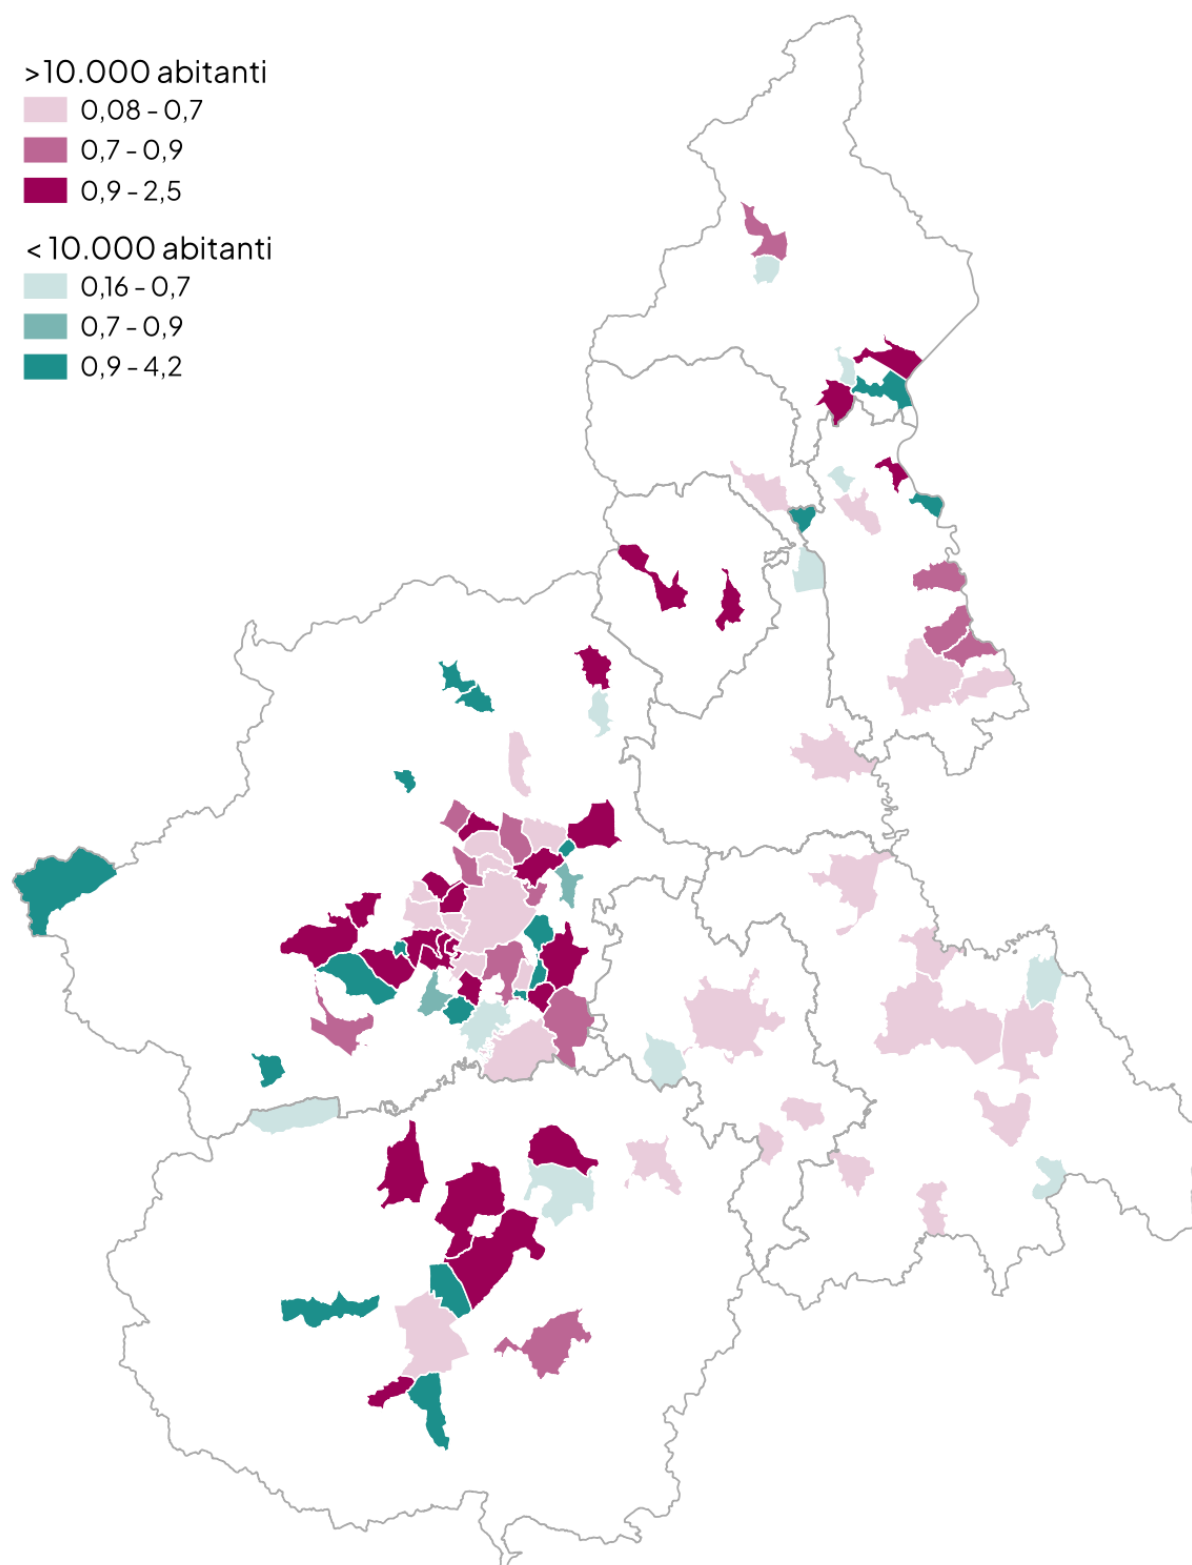 >10.000 abitanti
0,08 - 0,7
0,7 - 0,9
0,9 - 2,5
< 10.000 abitanti
0,16 - 0,7
0,7 - 0,9
0,9 - 4,2